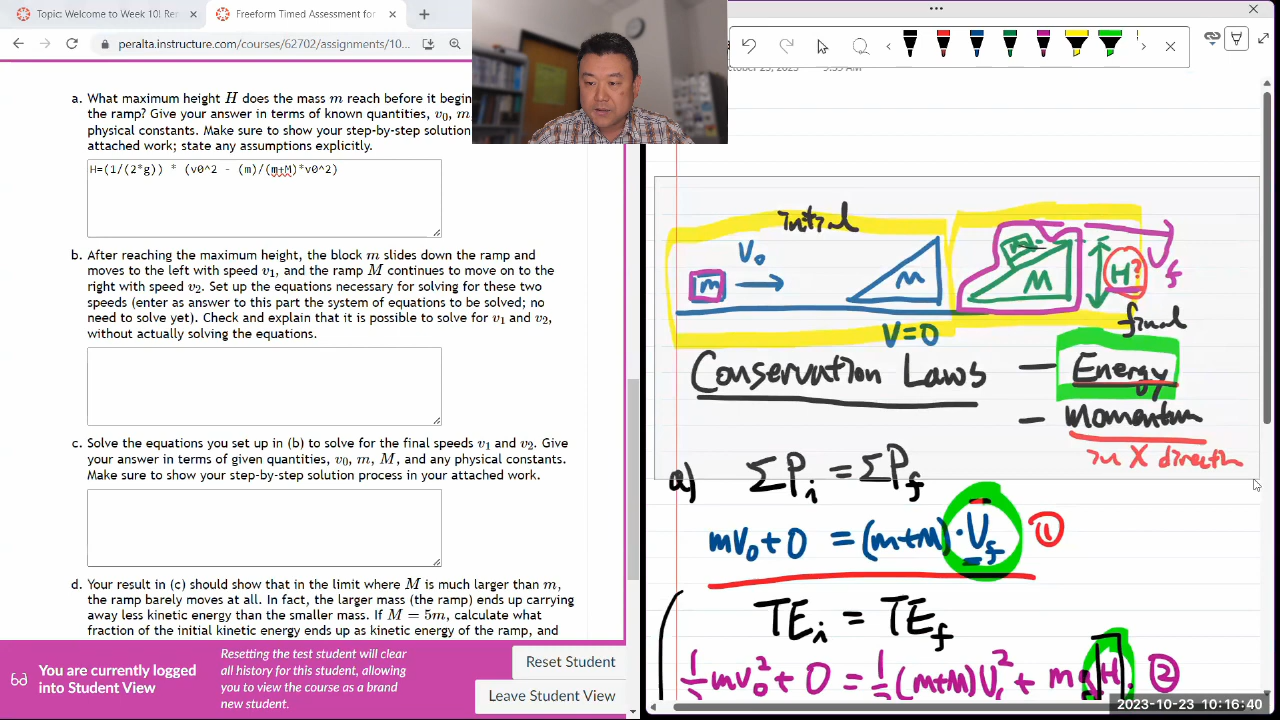 Topic: Welcome to Week 10! Re
Freeform Timed Assessment for
peralta.instructure.com/courses/62702/assignments/10...
a. What maximum height H does the mass m reach before it begin
the ramp? Give your answer in terms of known quantities, v0, m
physical constants. Make sure to show your step-by-step solution
attached work; state any assumptions explicitly.
H=(1/(2*g)) * (v0^2 - (m)/(m+M)*v0^2)
b. After reaching the maximum height, the block m slides down the ramp and
moves to the left with speed v1, and the ramp M continues to move on to the
right with speed v2. Set up the equations necessary for solving for these two
speeds (enter as answer to this part the system of equations to be solved; no
need to solve yet). Check and explain that it is possible to solve for v1 and v2,
without actually solving the equations.
c. Solve the equations you set up in (b) to solve for the final speeds v1 and v2. Give
your answer in terms of given quantities, v0, m, M, and any physical constants.
Make sure to show your step-by-step solution process in your attached work.
d. Your result in (c) should show that in the limit where M is much larger than m,
the ramp barely moves at all. In fact, the larger mass (the ramp) ends up carrying
away less kinetic energy than the smaller mass. If M = 5m, calculate what
fraction of the initial kinetic energy ends up as kinetic energy of the ramp, and
You are currently logged
into Student View
Resetting the test student will clear
all history for this student, allowing
you to view the course as a brand
new student.
Reset Student
Leave Student View
initial
V0
m
M
V=0
m
M
H?
Vf
final
Conservation Laws
— Energy
— Momentum
in X direction
a) ΣPi = ΣPf
mV0 + 0 = (m+M) · Vf ①
TEi = TEf
½mV0² + 0 = ½(m+M)Vf² + mgH. ②
2023-10-23 10:16:40